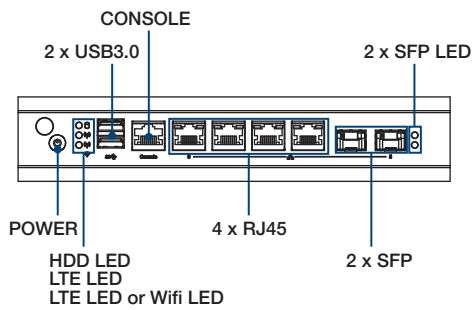 CONSOLE
2 x USB3.0
2 x SFP LED
Console
POWER
4 x RJ45
2 x SFP
HDD LED
LTE LED
LTE LED or Wifi LED